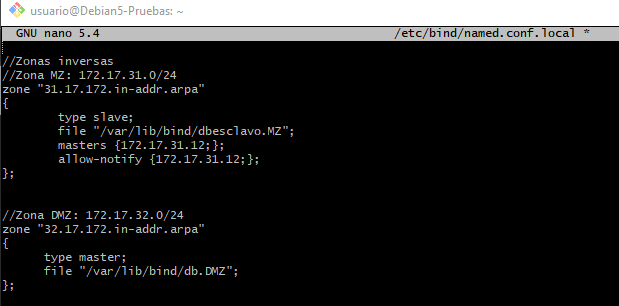 usuario@Debian5-Pruebas: ~
GNU nano 5.4 /etc/bind/named.conf.local *
//Zonas inversas
//Zona MZ: 172.17.31.0/24
zone "31.17.172.in-addr.arpa"
{
type slave;
file "/var/lib/bind/dbesclavo.MZ";
masters {172.17.31.12;};
allow-notify {172.17.31.12;};
};
//Zona DMZ: 172.17.32.0/24
zone "32.17.172.in-addr.arpa"
{
type master;
file "/var/lib/bind/db.DMZ";
};